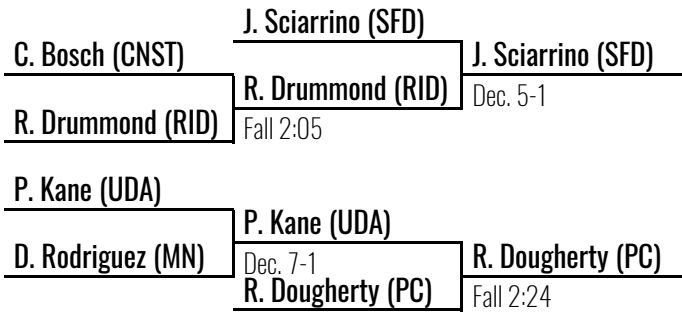 J. Sciarrino (SFD)
C. Bosch (CNST)
J. Sciarrino (SFD)
R. Drummond (RID)
Dec. 5-1
R. Drummond (RID)
Fall 2:05
P. Kane (UDA)
P. Kane (UDA)
D. Rodriguez (MN)
Dec. 7-1
R. Dougherty (PC)
R. Dougherty (PC)
Fall 2:24